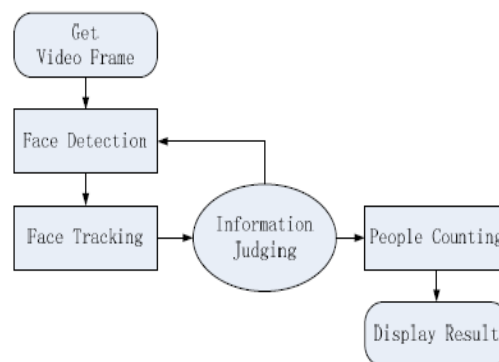 Get
Video Frame
Face Detection
Face Tracking
Information
Judging
People Counting
Display Result